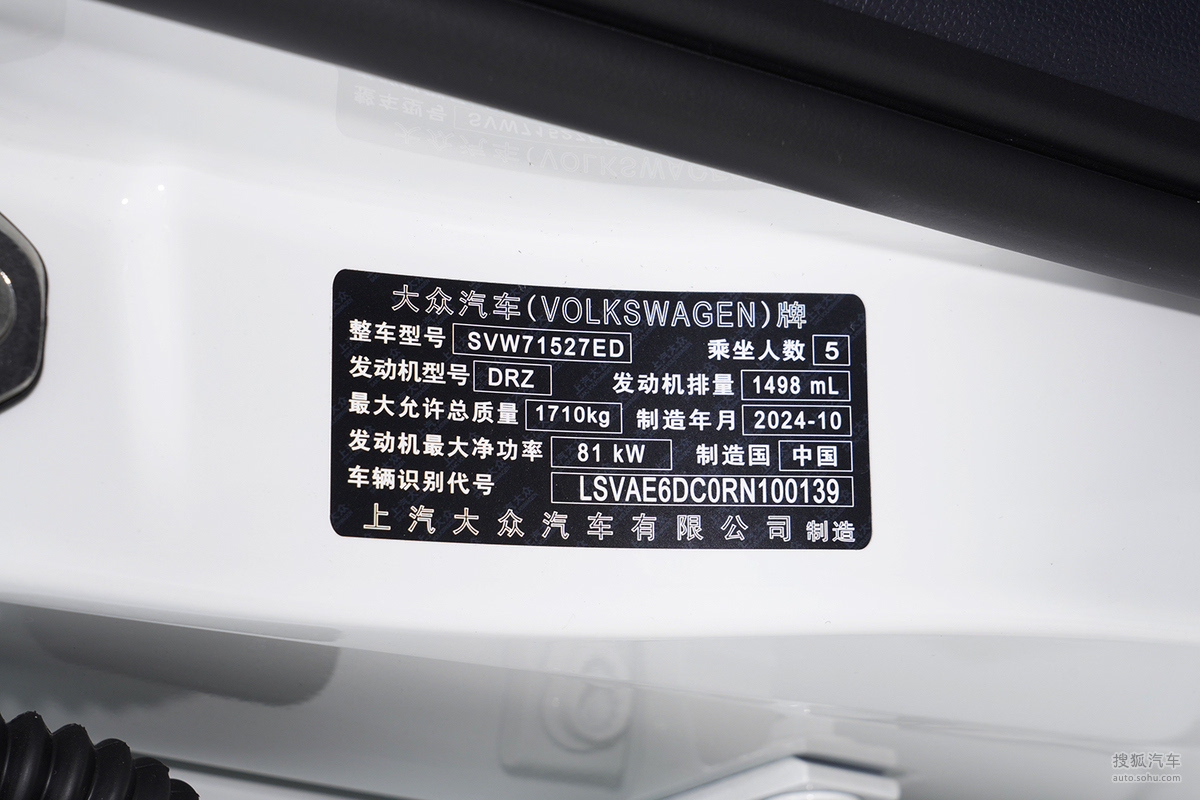 大众汽车(VOLKSWAGEN)牌
整车型号 SVW71527ED 乘坐人数 5
发动机型号 DRZ 发动机排量 1498 mL
最大允许总质量 1710kg 制造年月 2024-10
发动机最大净功率 81 kW 制造国 中国
车辆识别代号 LSVAE6DC0RN100139
上汽大众汽车有限公司 制造
搜狐汽车
auto.sohu.com